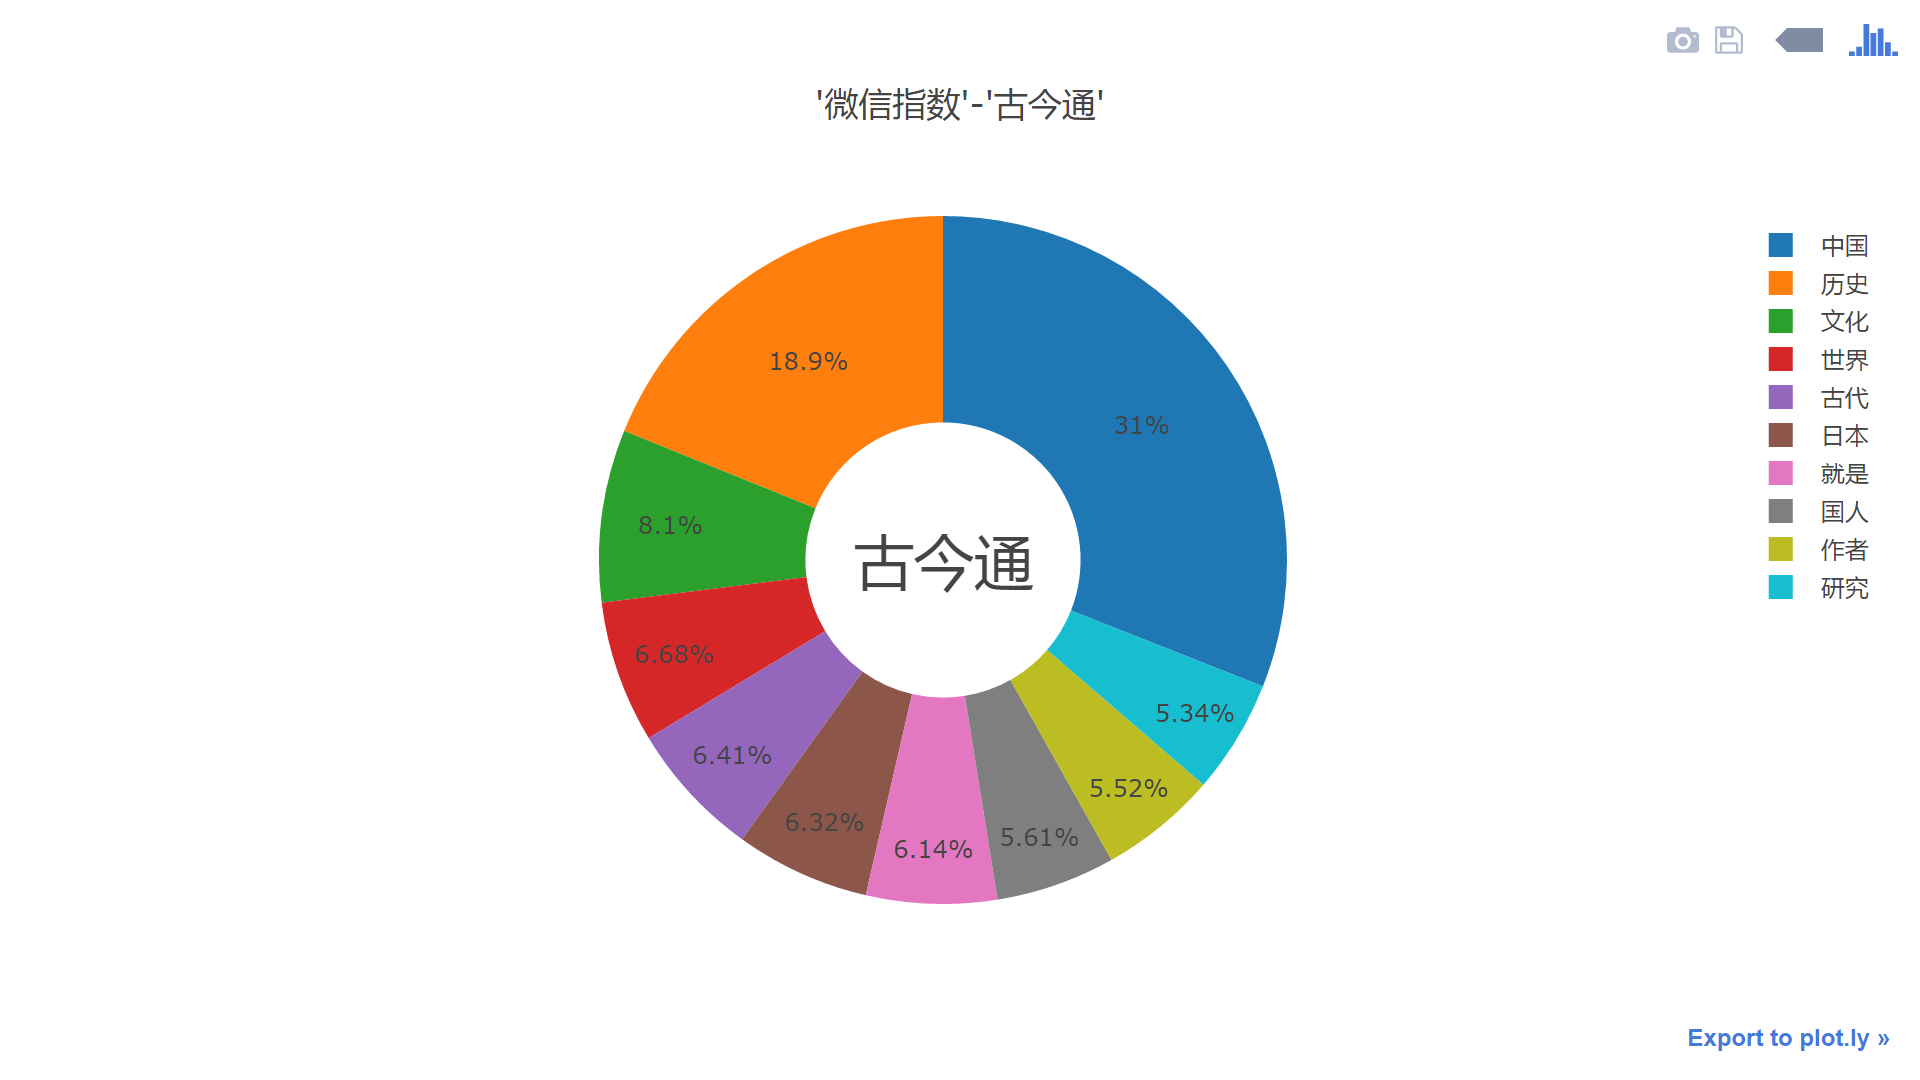 '微信指数'-'古今通'
18.9%
31%
8.1%
古今通
6.68%
5.34%
6.41%
5.52%
6.32%
6.14%
5.61%
中国
历史
文化
世界
古代
日本
就是
国人
作者
研究
Export to plot.ly »